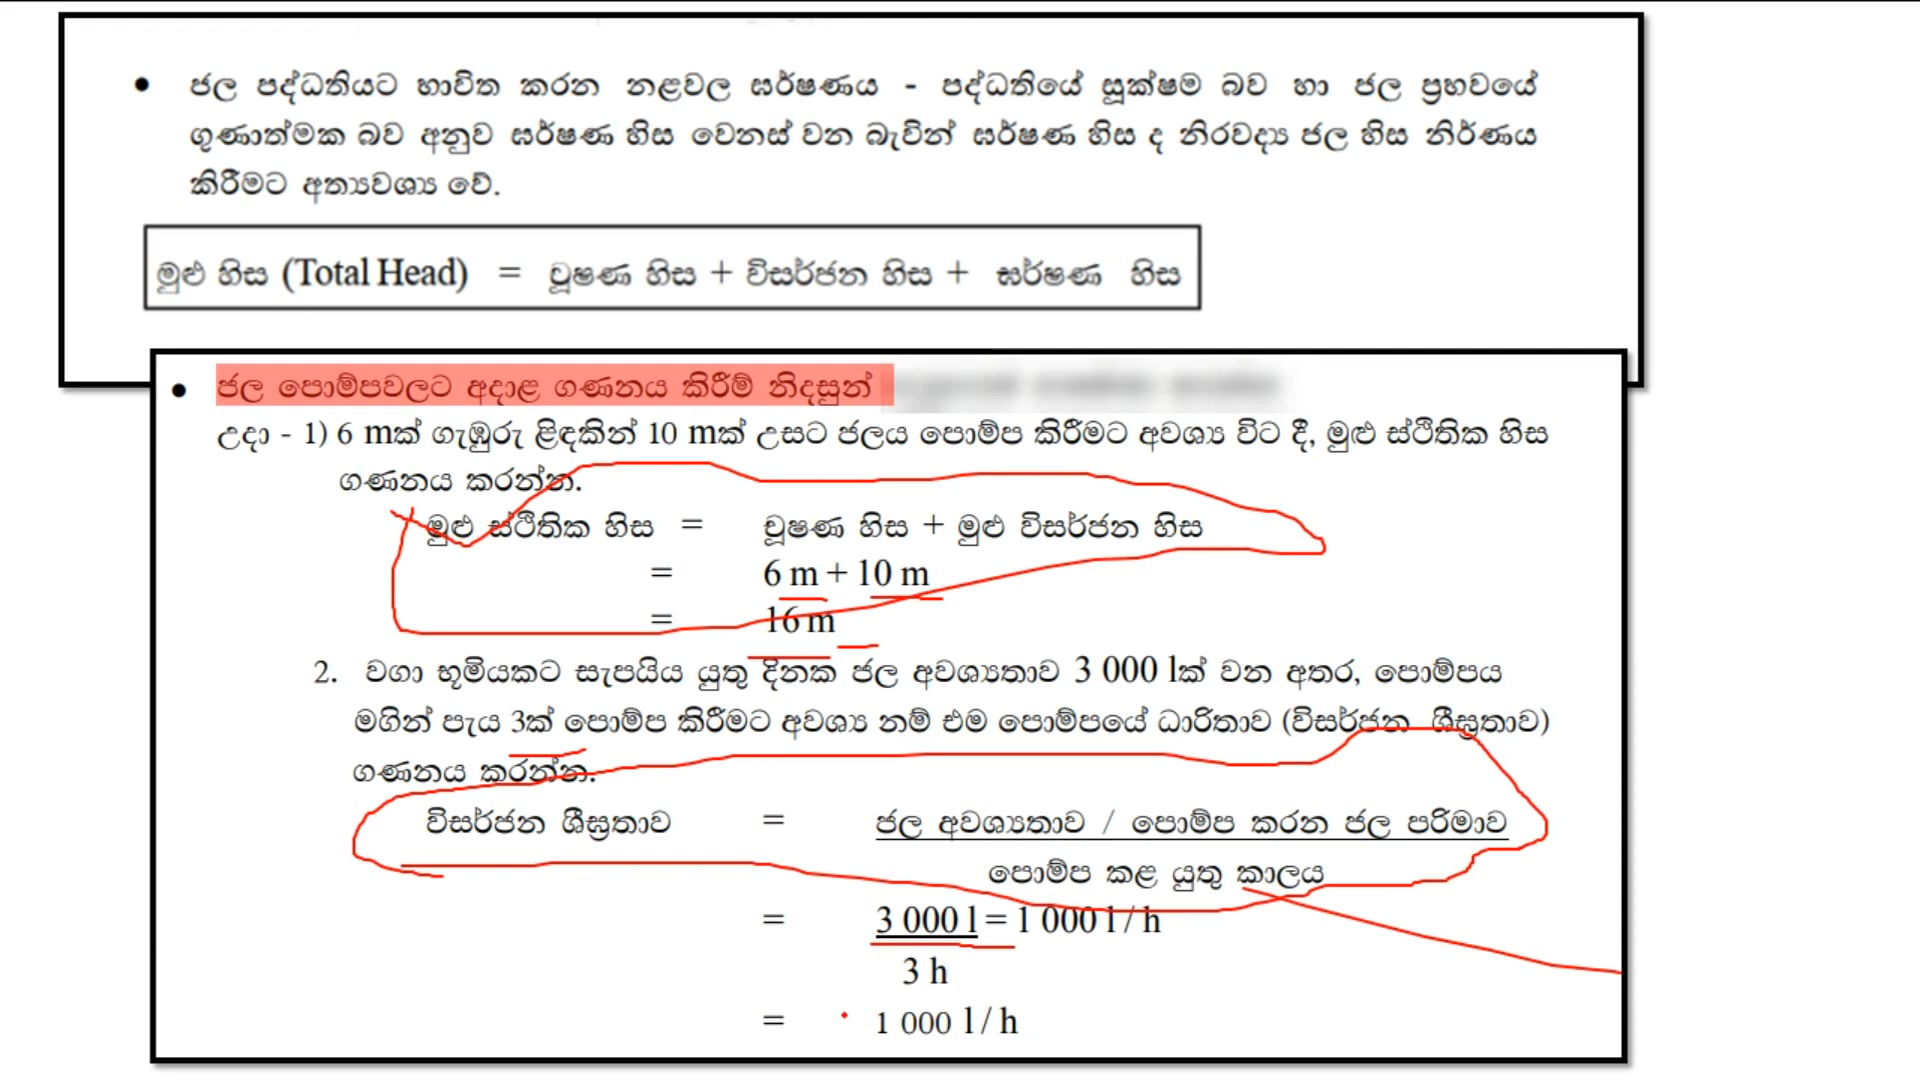 • ජල පද්ධතියට භාවිත කරන නළවල ඝර්ෂණය - පද්ධතියේ සූක්ෂම බව හා ජල ප්‍රභවයේ
ගුණාත්මක බව අනුව ඝර්ෂණ හිස වෙනස් වන බැවින් ඝර්ෂණ හිස ද නිරවද්‍ය ජල හිස නිර්ණය
කිරීමට අත්‍යවශ්‍ය වේ.
මුළු හිස (Total Head) = චූෂණ හිස + විසර්ජන හිස + ඝර්ෂණ හිස
• ජල පොම්පවලට අදාළ ගණනය කිරීම් නිදසුන්
උදා - 1) 6 mක් ගැඹුරු ළිඳකින් 10 mක් උසට ජලය පොම්ප කිරීමට අවශ්‍ය විට දී, මුළු ස්ථිතික හිස
ගණනය කරන්න.
මුළු ස්ථිතික හිස = චූෂණ හිස + මුළු විසර්ජන හිස
= 6 m + 10 m
= 16 m
2. වගා භූමියකට සැපයිය යුතු දිනක ජල අවශ්‍යතාව 3 000 lක් වන අතර, පොම්පය
මගින් පැය 3ක් පොම්ප කිරීමට අවශ්‍ය නම් එම පොම්පයේ ධාරිතාව (විසර්ජන ශීඝ්‍රතාව)
ගණනය කරන්න.
විසර්ජන ශීඝ්‍රතාව = ජල අවශ්‍යතාව / පොම්ප කරන ජල පරිමාව
පොම්ප කළ යුතු කාලය
= 3 000 l = 1 000 l / h
3 h
= 1 000 l / h